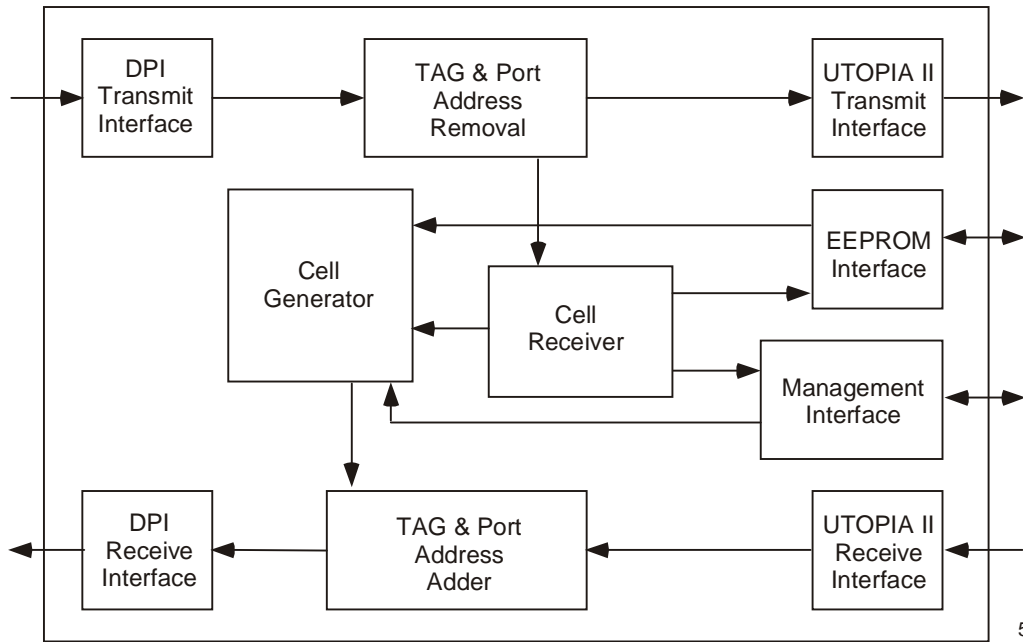 DPI
Transmit
Interface
TAG & Port
Address
Removal
UTOPIA II
Transmit
Interface
Cell
Generator
EEPROM
Interface
Cell
Receiver
Management
Interface
DPI
Receive
Interface
TAG & Port
Address
Adder
UTOPIA II
Receive
Interface
5